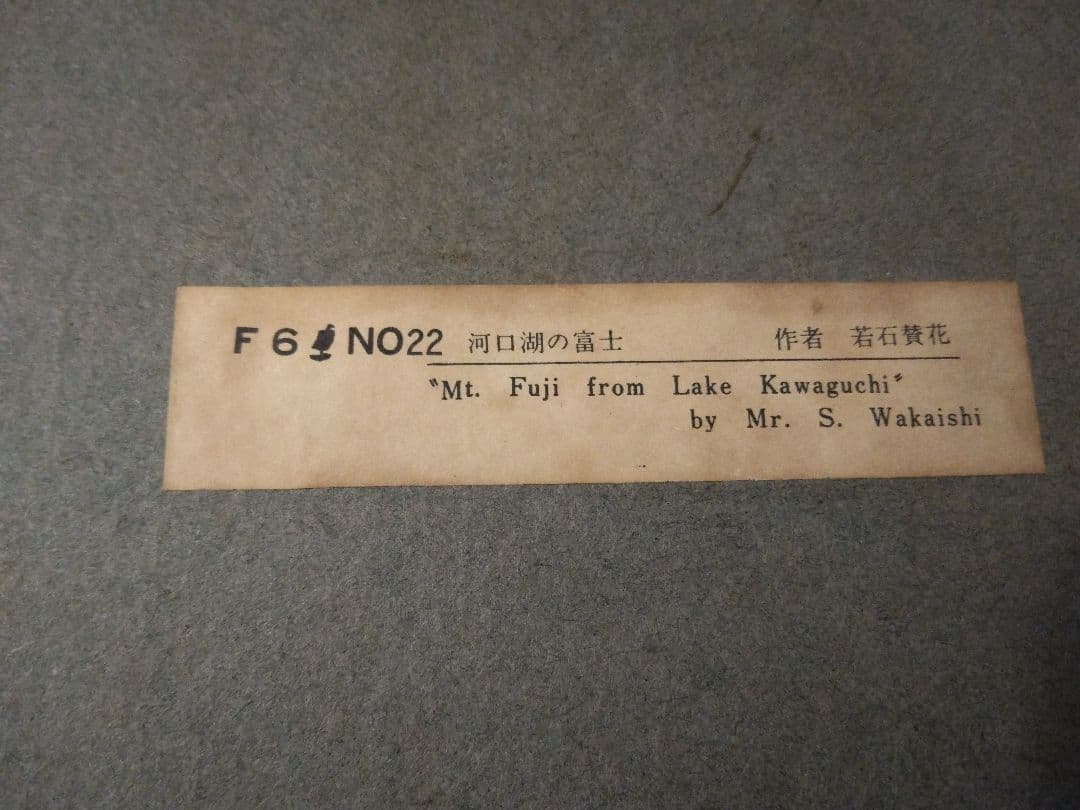 F6 NO22 河口湖の富士 作者 若石賛花
〝Mt. Fuji from Lake Kawaguchi〞
by Mr. S. Wakaishi